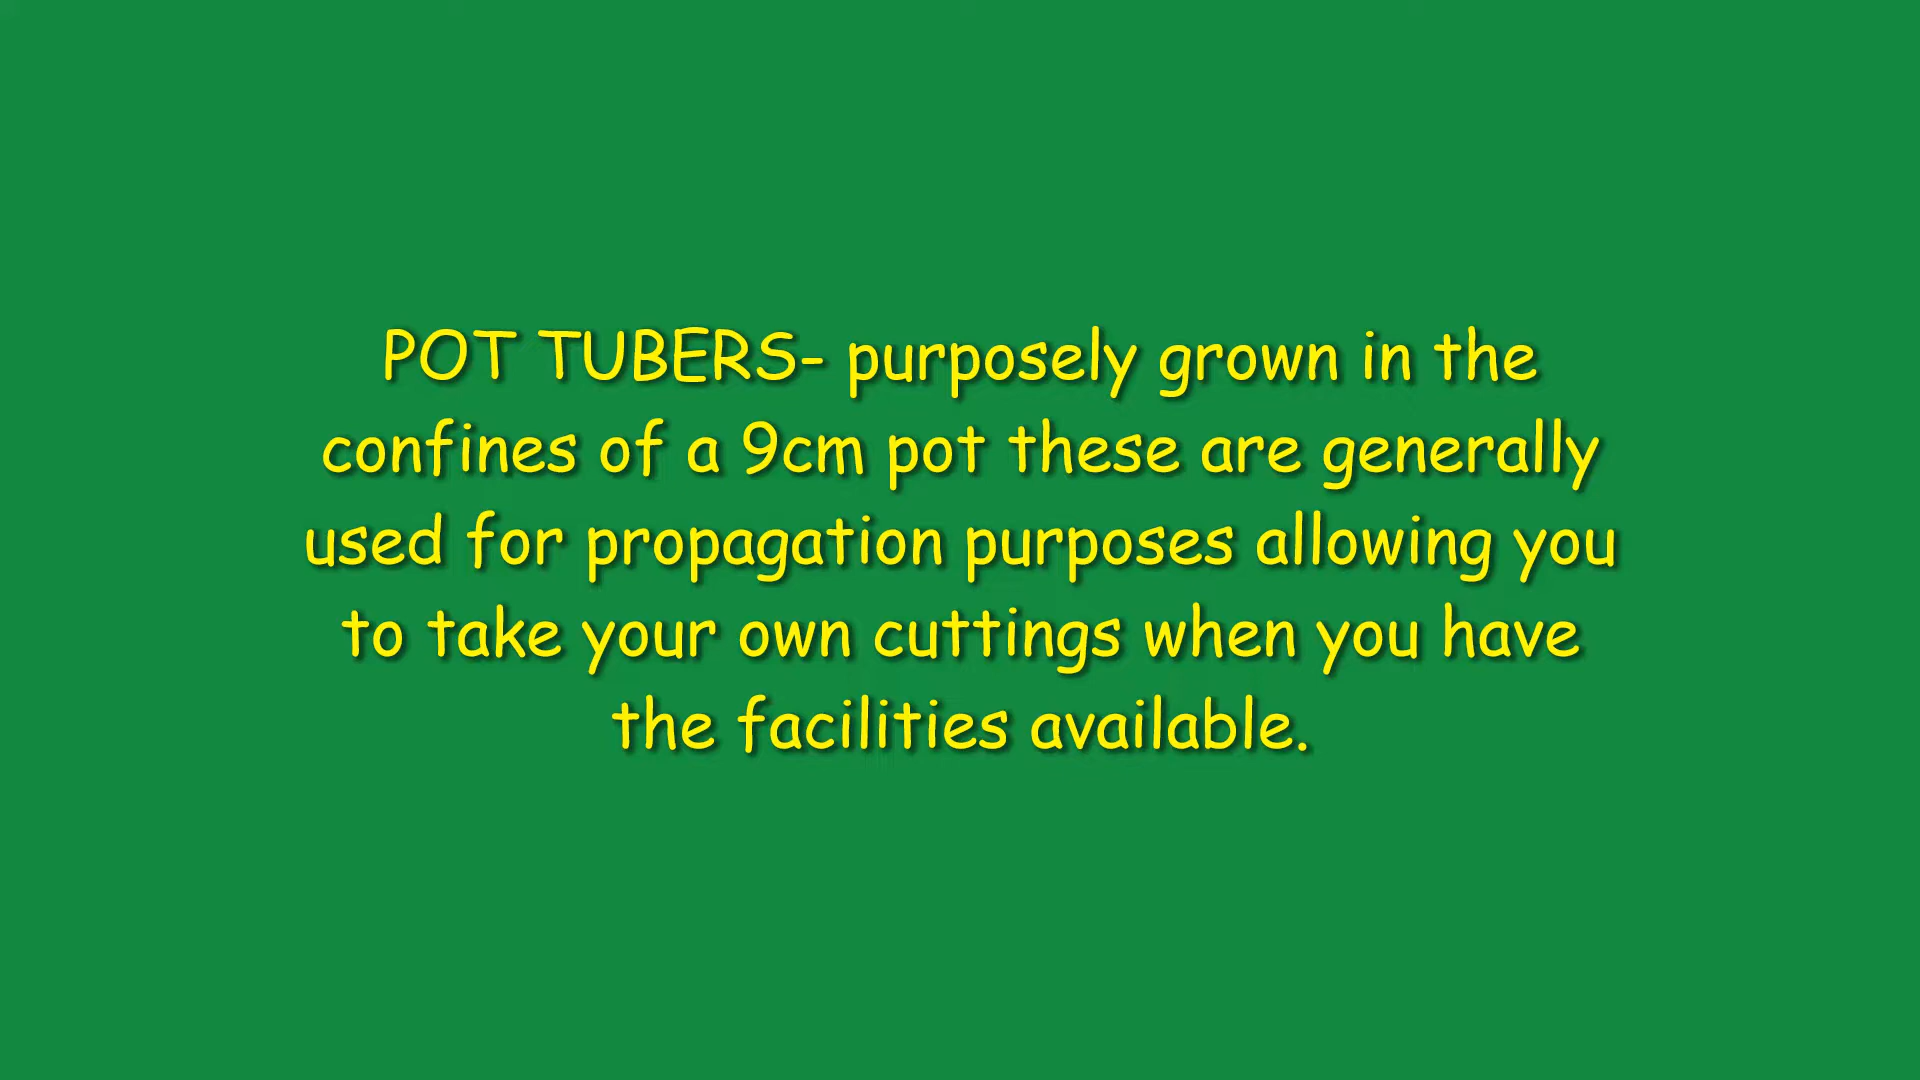 POT TUBERS- purposely grown in the
confines of a 9cm pot these are generally
used for propagation purposes allowing you
to take your own cuttings when you have
the facilities available.